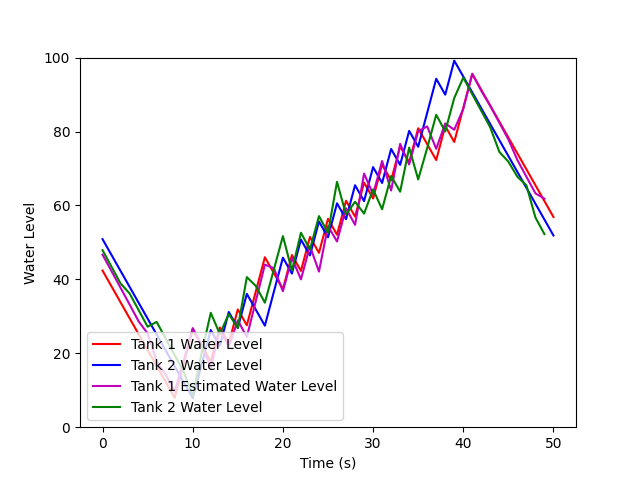 100
80
60
40
20
0
Water Level
Tank 1 Water Level
Tank 2 Water Level
Tank 1 Estimated Water Level
Tank 2 Water Level
0 10 20 30 40 50
Time (s)